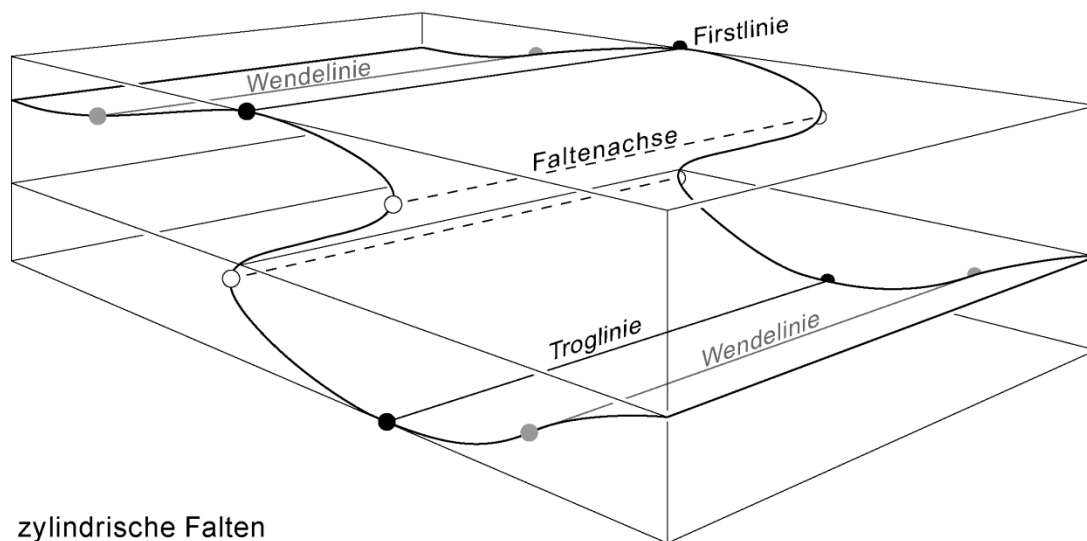 Firstlinie
Wendelinie
Faltenachse
Troglinie
Wendelinie
zylindrische Falten